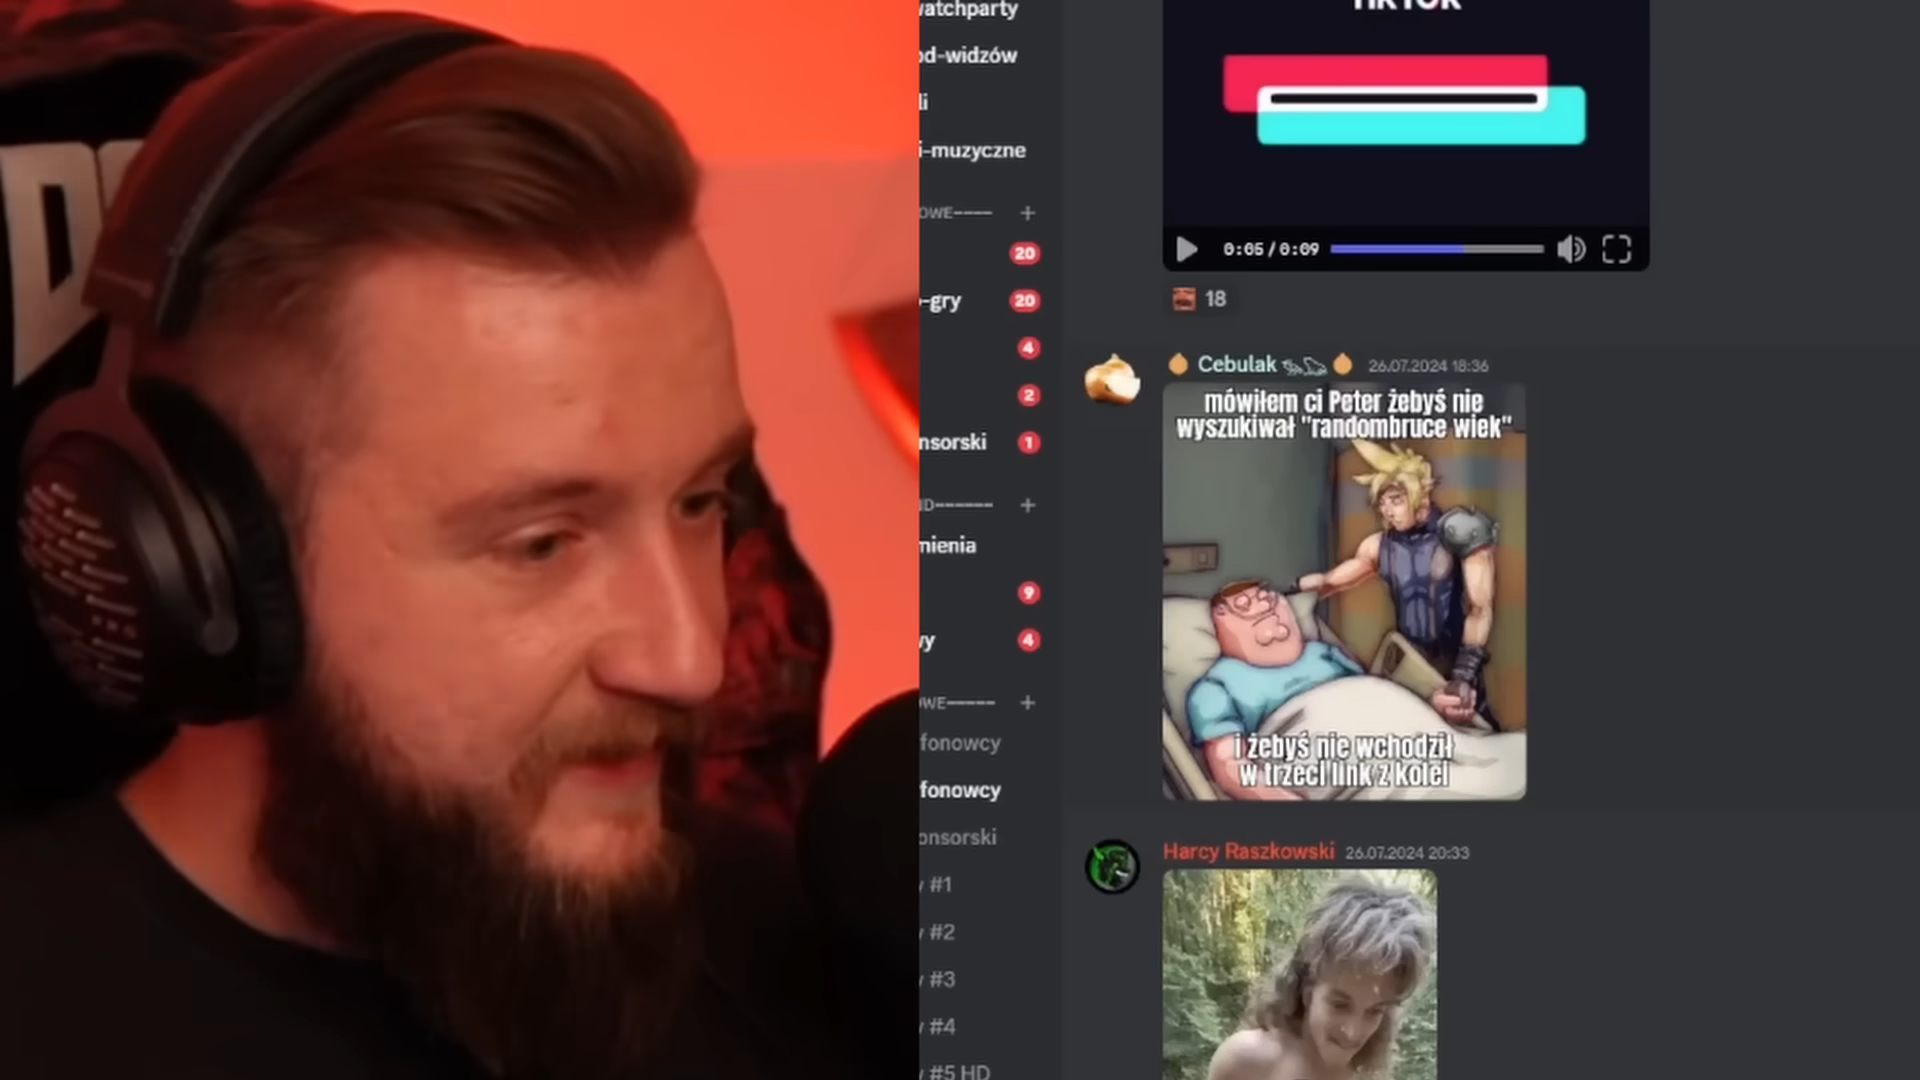 TIKTOK
watchparty
od-widzów
li
i-muzyczne
OWE----
+
20
-gry
20
4
2
nsorski
1
ND------
+
mienia
9
wy
4
OWE-----
+
fonowcy
fonowcy
onsorski
#1
#2
#3
#4
#5 HD
0:05 / 0:09
18
Cebulak
26.07.2024 18:36
mówiłem ci Peter żebyś nie
wyszukiwał "randombruce wiek"
i żebyś nie wchodził
w trzeci link z kolei
Harcy Raszkowski 26.07.2024 20:33